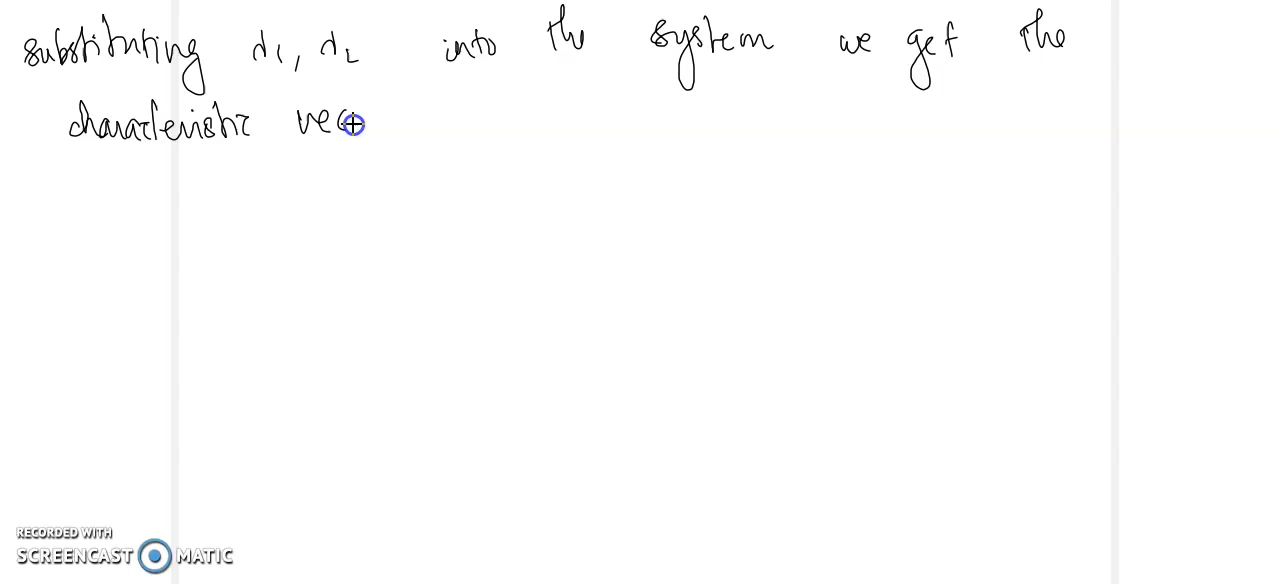 substituting λ1, λ2 into the system we get the
characteristic vec
RECORDED WITH
SCREENCAST MATIC